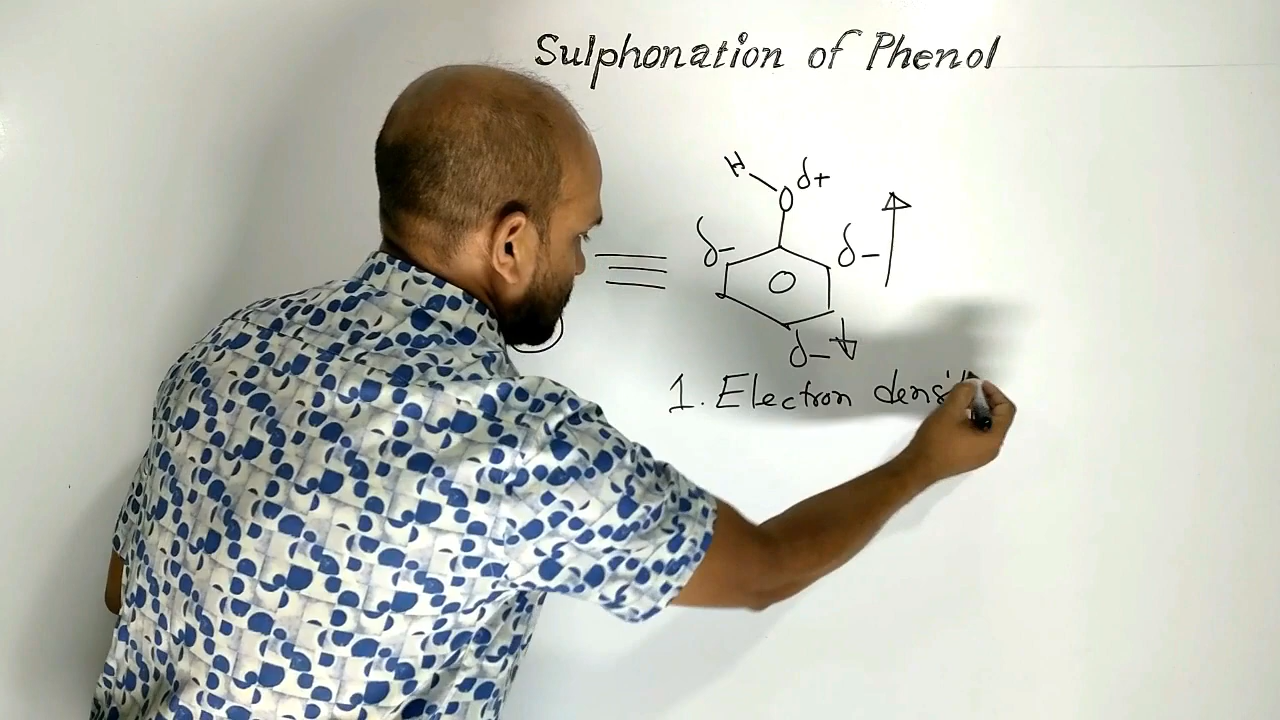 Sulphonation of Phenol
H
O δ+
δ- δ-
δ-
1. Electron